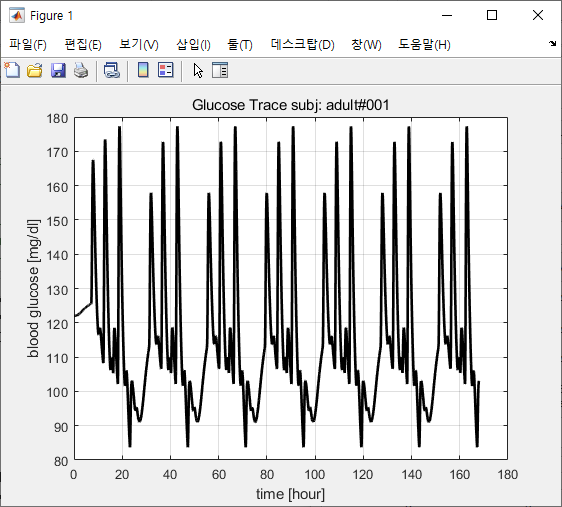 Figure 1
파일(F) 편집(E) 보기(V) 삽입(I) 툴(T) 데스크탑(D) 창(W) 도움말(H)
Glucose Trace subj: adult#001
180
170
160
150
140
130
120
110
100
90
80
blood glucose [mg/dl]
0 20 40 60 80 100 120 140 160 180
time [hour]